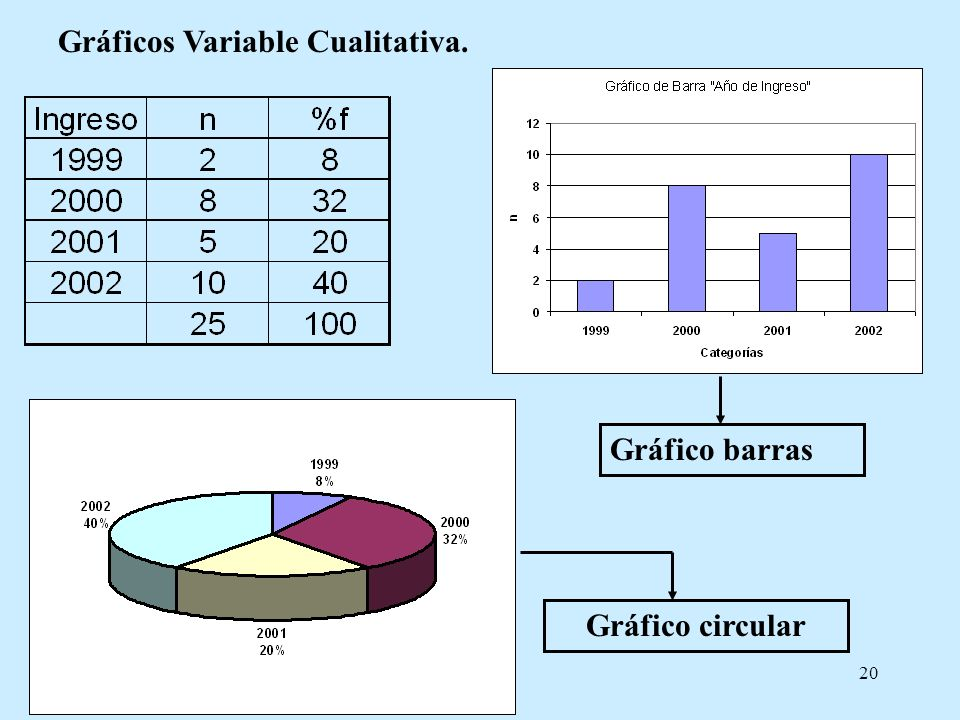 Gráficos Variable Cualitativa.
Ingreso n %f
1999 2 8
2000 8 32
2001 5 20
2002 10 40
25 100
Gráfico de Barra "Año de Ingreso"
12
10
8
6
4
2
0
n
1999 2000 2001 2002
Categorías
Gráfico barras
1999
8%
2002
40%
2000
32%
2001
20%
Gráfico circular
20